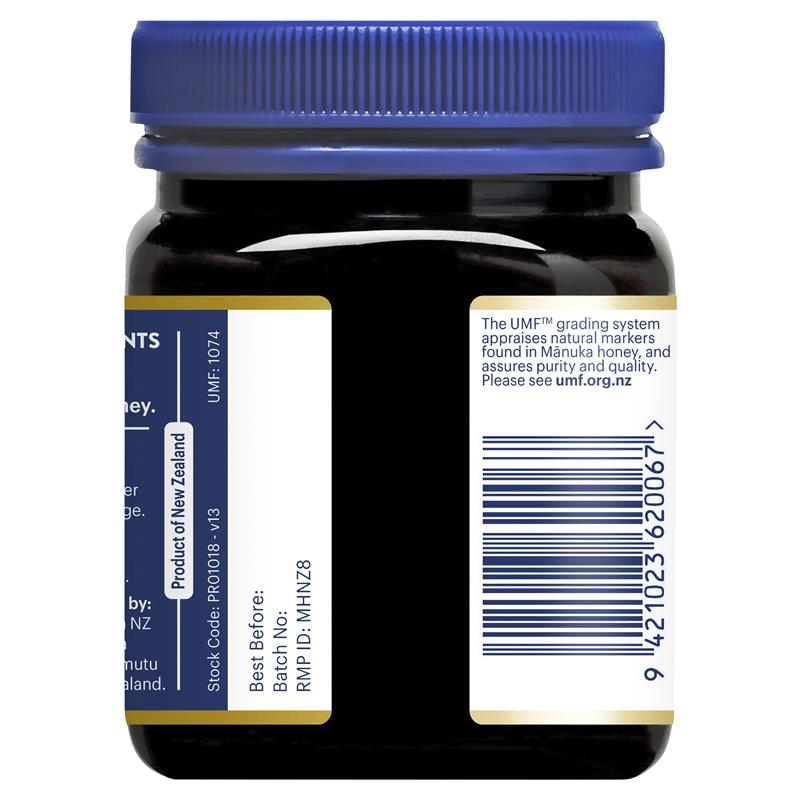 NTS
ney.
er
ge.
.
by:
NZ
mutu
aland.
Product of New Zealand
Stock Code: PRO1018 - v13
UMF: 1074
Best Before:
Batch No:
RMP ID: MHNZ8
The UMF™ grading system
appraises natural markers
found in Mānuka honey, and
assures purity and quality.
Please see umf.org.nz
9 421023 620067 >